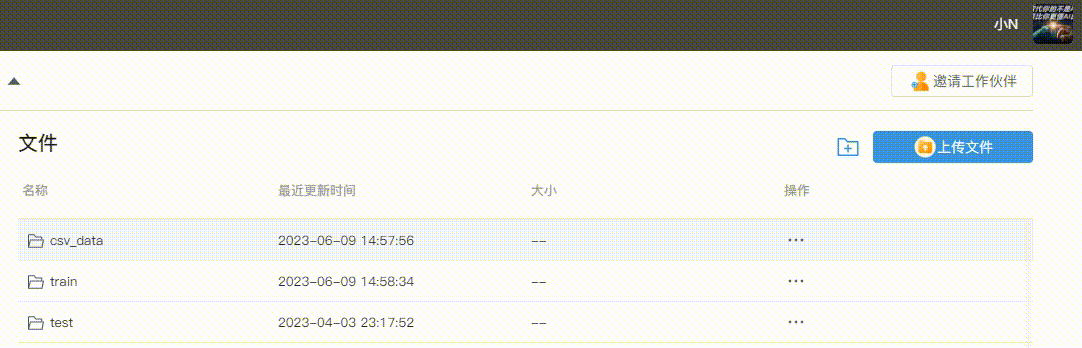 小N
邀请工作伙伴
文件
上传文件
名称 最近更新时间 大小 操作
csv_data 2023-06-09 14:57:56 -- ···
train 2023-06-09 14:58:34 -- ···
test 2023-04-03 23:17:52 -- ···